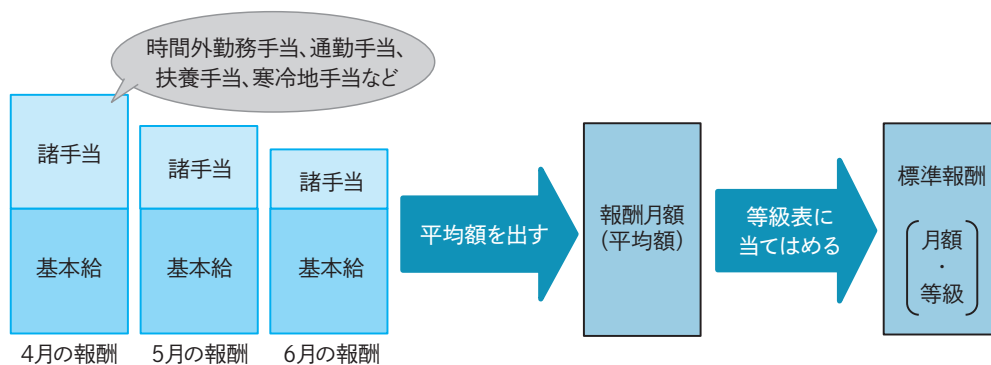 時間外勤務手当、通勤手当、
扶養手当、寒冷地手当など
諸手当
諸手当
諸手当
基本給
基本給
基本給
4月の報酬
5月の報酬
6月の報酬
平均額を出す
報酬月額
(平均額)
等級表に
当てはめる
標準報酬
月額
・
等級